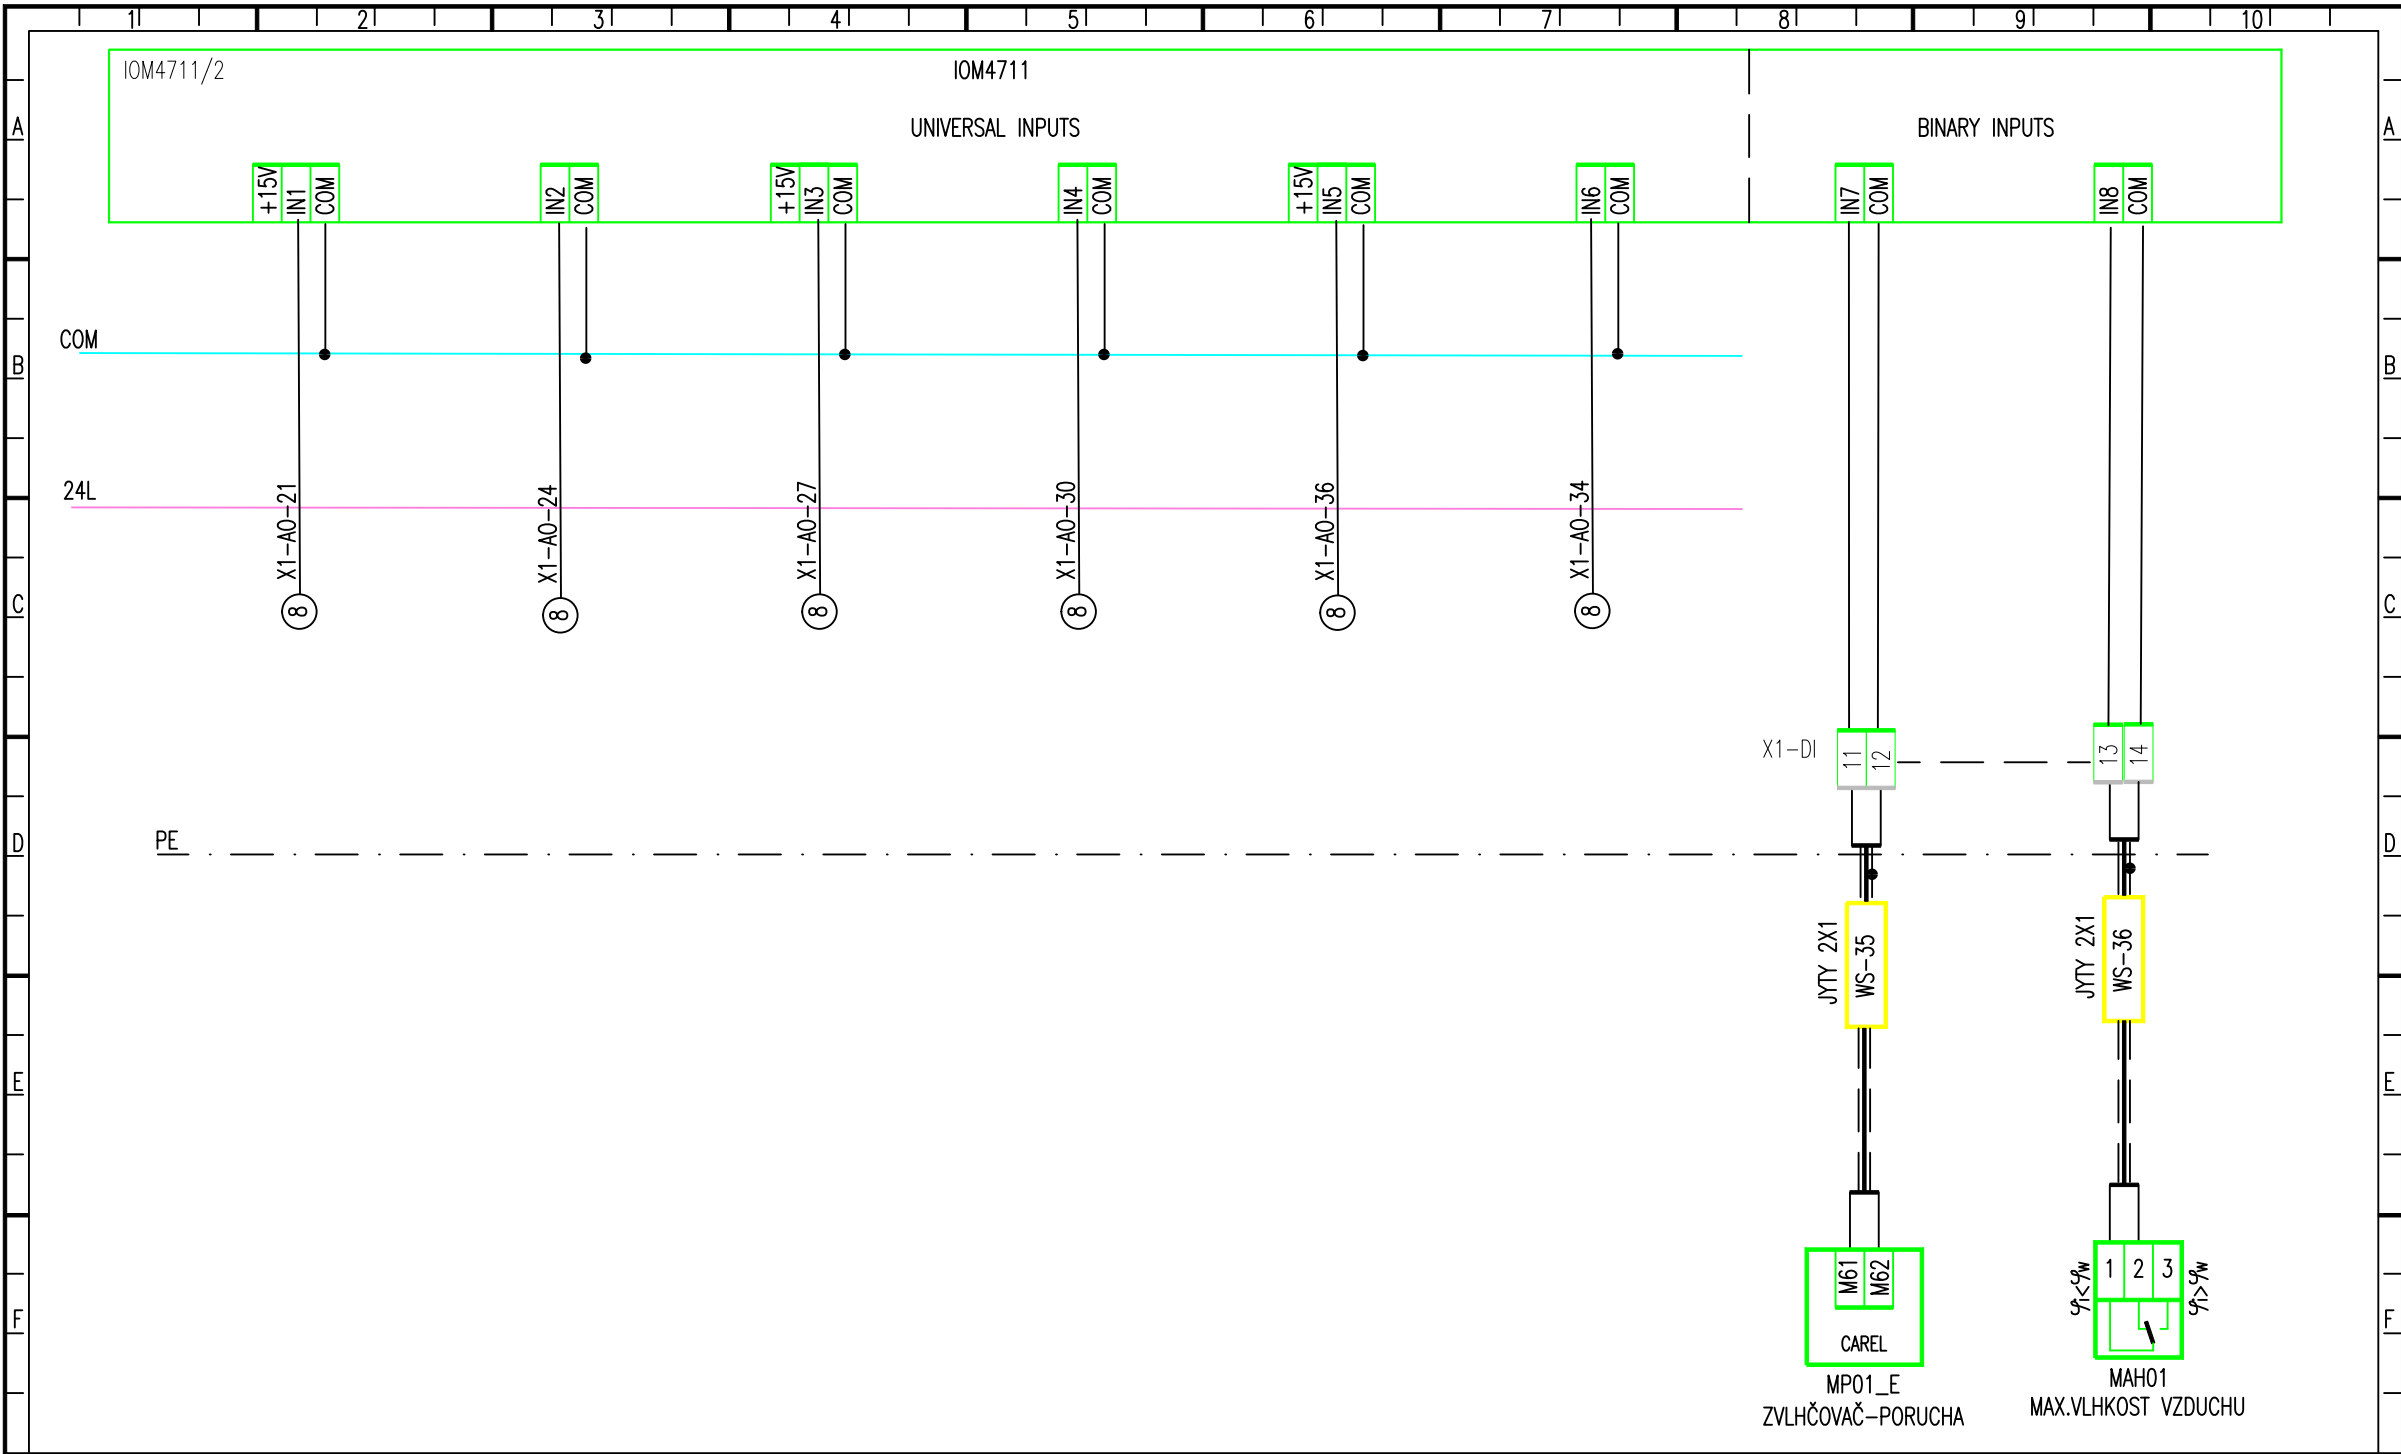 1 2 3 4 5 6 7 8 9 10
IOM4711/2 IOM4711
A UNIVERSAL INPUTS BINARY INPUTS A
+15V IN1 COM IN2 COM +15V IN3 COM IN4 COM +15V IN5 COM IN6 COM IN7 COM IN8 COM
COM
B B
24L
X1-AO-21 X1-AO-24 X1-AO-27 X1-AO-30 X1-AO-36 X1-AO-34
C 8 8 8 8 8 8 C
X1-DI 11 12 13 14
D PE D
JYTY 2X1 WS-35 JYTY 2X1 WS-36
E E
M61 M62 φi<φw 1 2 3 φi>φw
F F
CAREL
MP01_E MAH01
ZVLHČOVAČ-PORUCHA MAX.VLHKOST VZDUCHU